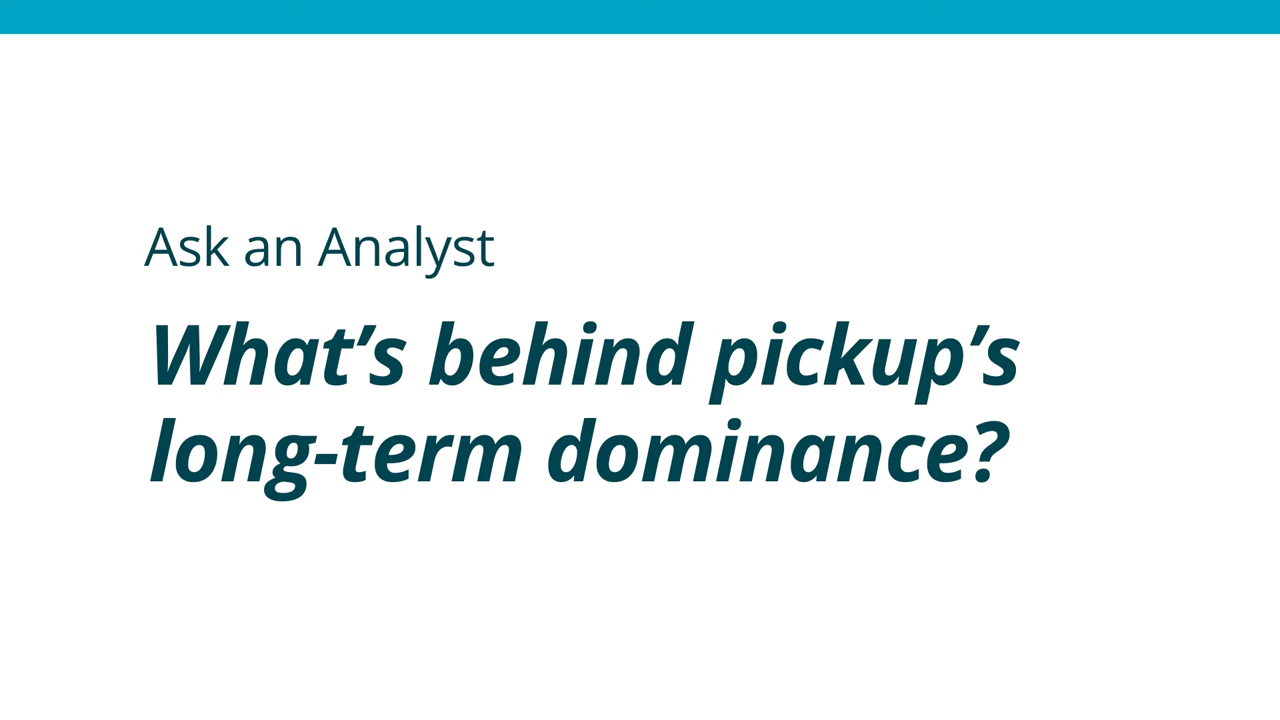 Ask an Analyst
What’s behind pickup’s
long-term dominance?